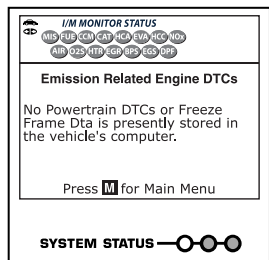 I/M MONITOR STATUS
MIS FUE CCM CAT HCA EVA HCC NOx
AIR O2S HTR EGR BPS EGS DPF
Emission Related Engine DTCs
No Powertrain DTCs or Freeze
Frame Dta is presently stored in
the vehicle's computer.
Press M for Main Menu
SYSTEM STATUS